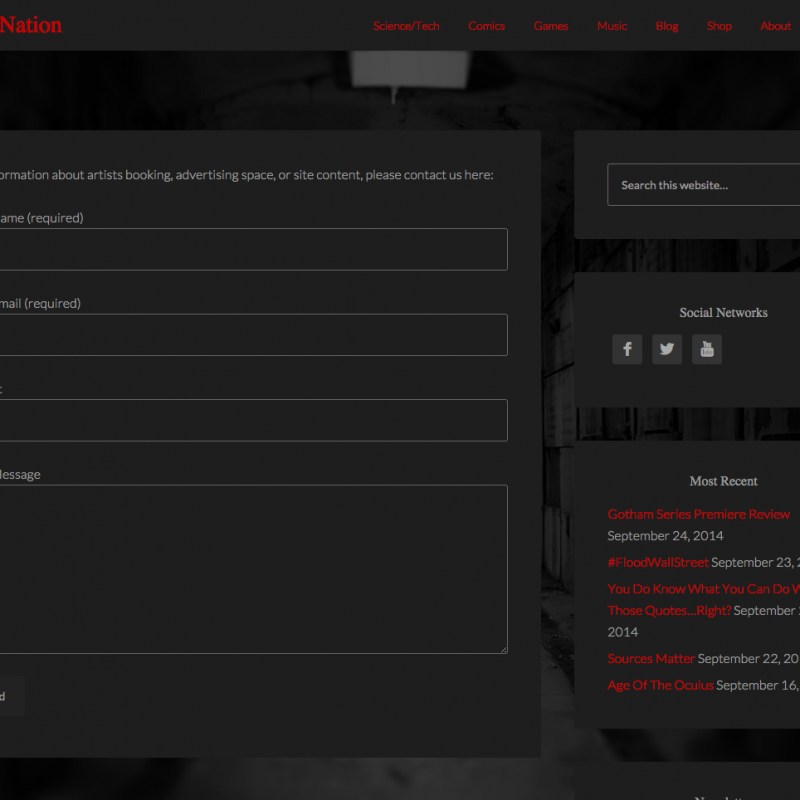 Nation
Science/Tech Comics Games Music Blog Shop About
ormation about artists booking, advertising space, or site content, please contact us here:
ame (required)
mail (required)
t
essage
d
Search this website...
Social Networks
Most Recent
Gotham Series Premiere Review
September 24, 2014
#FloodWallStreet September 23, 2
You Do Know What You Can Do W
Those Quotes...Right? September 2
2014
Sources Matter September 22, 20
Age Of The Oculus September 16,